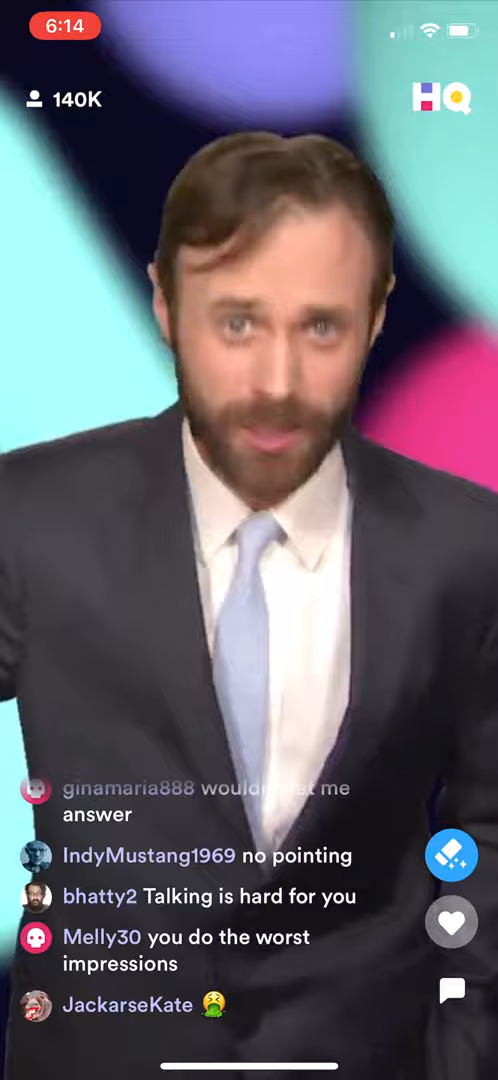 6:14
140K
HQ
ginamaria888 me
answer
IndyMustang1969 no pointing
bhatty2 Talking is hard for you
Melly30 you do the worst
impressions
JackarseKate 🤮